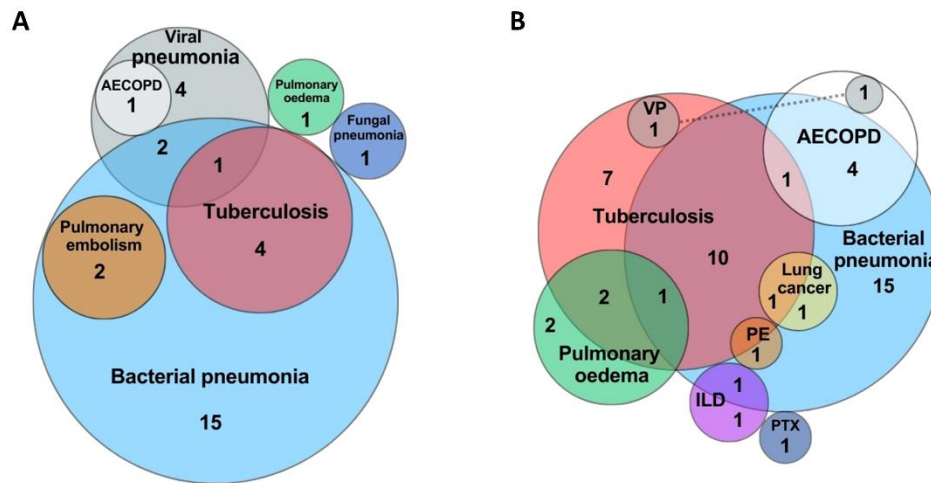 A
Viral
pneumonia
4
AECOPD
1
Pulmonary
oedema
1
Fungal
pneumonia
1
2
1
Tuberculosis
4
Pulmonary
embolism
2
Bacterial pneumonia
15
B
VP
1
1
AECOPD
4
7
1
Tuberculosis
10
Bacterial
pneumonia
15
Lung
cancer
1
1
2
2
1
Pulmonary
oedema
PE
1
ILD
1
1
PTX
1